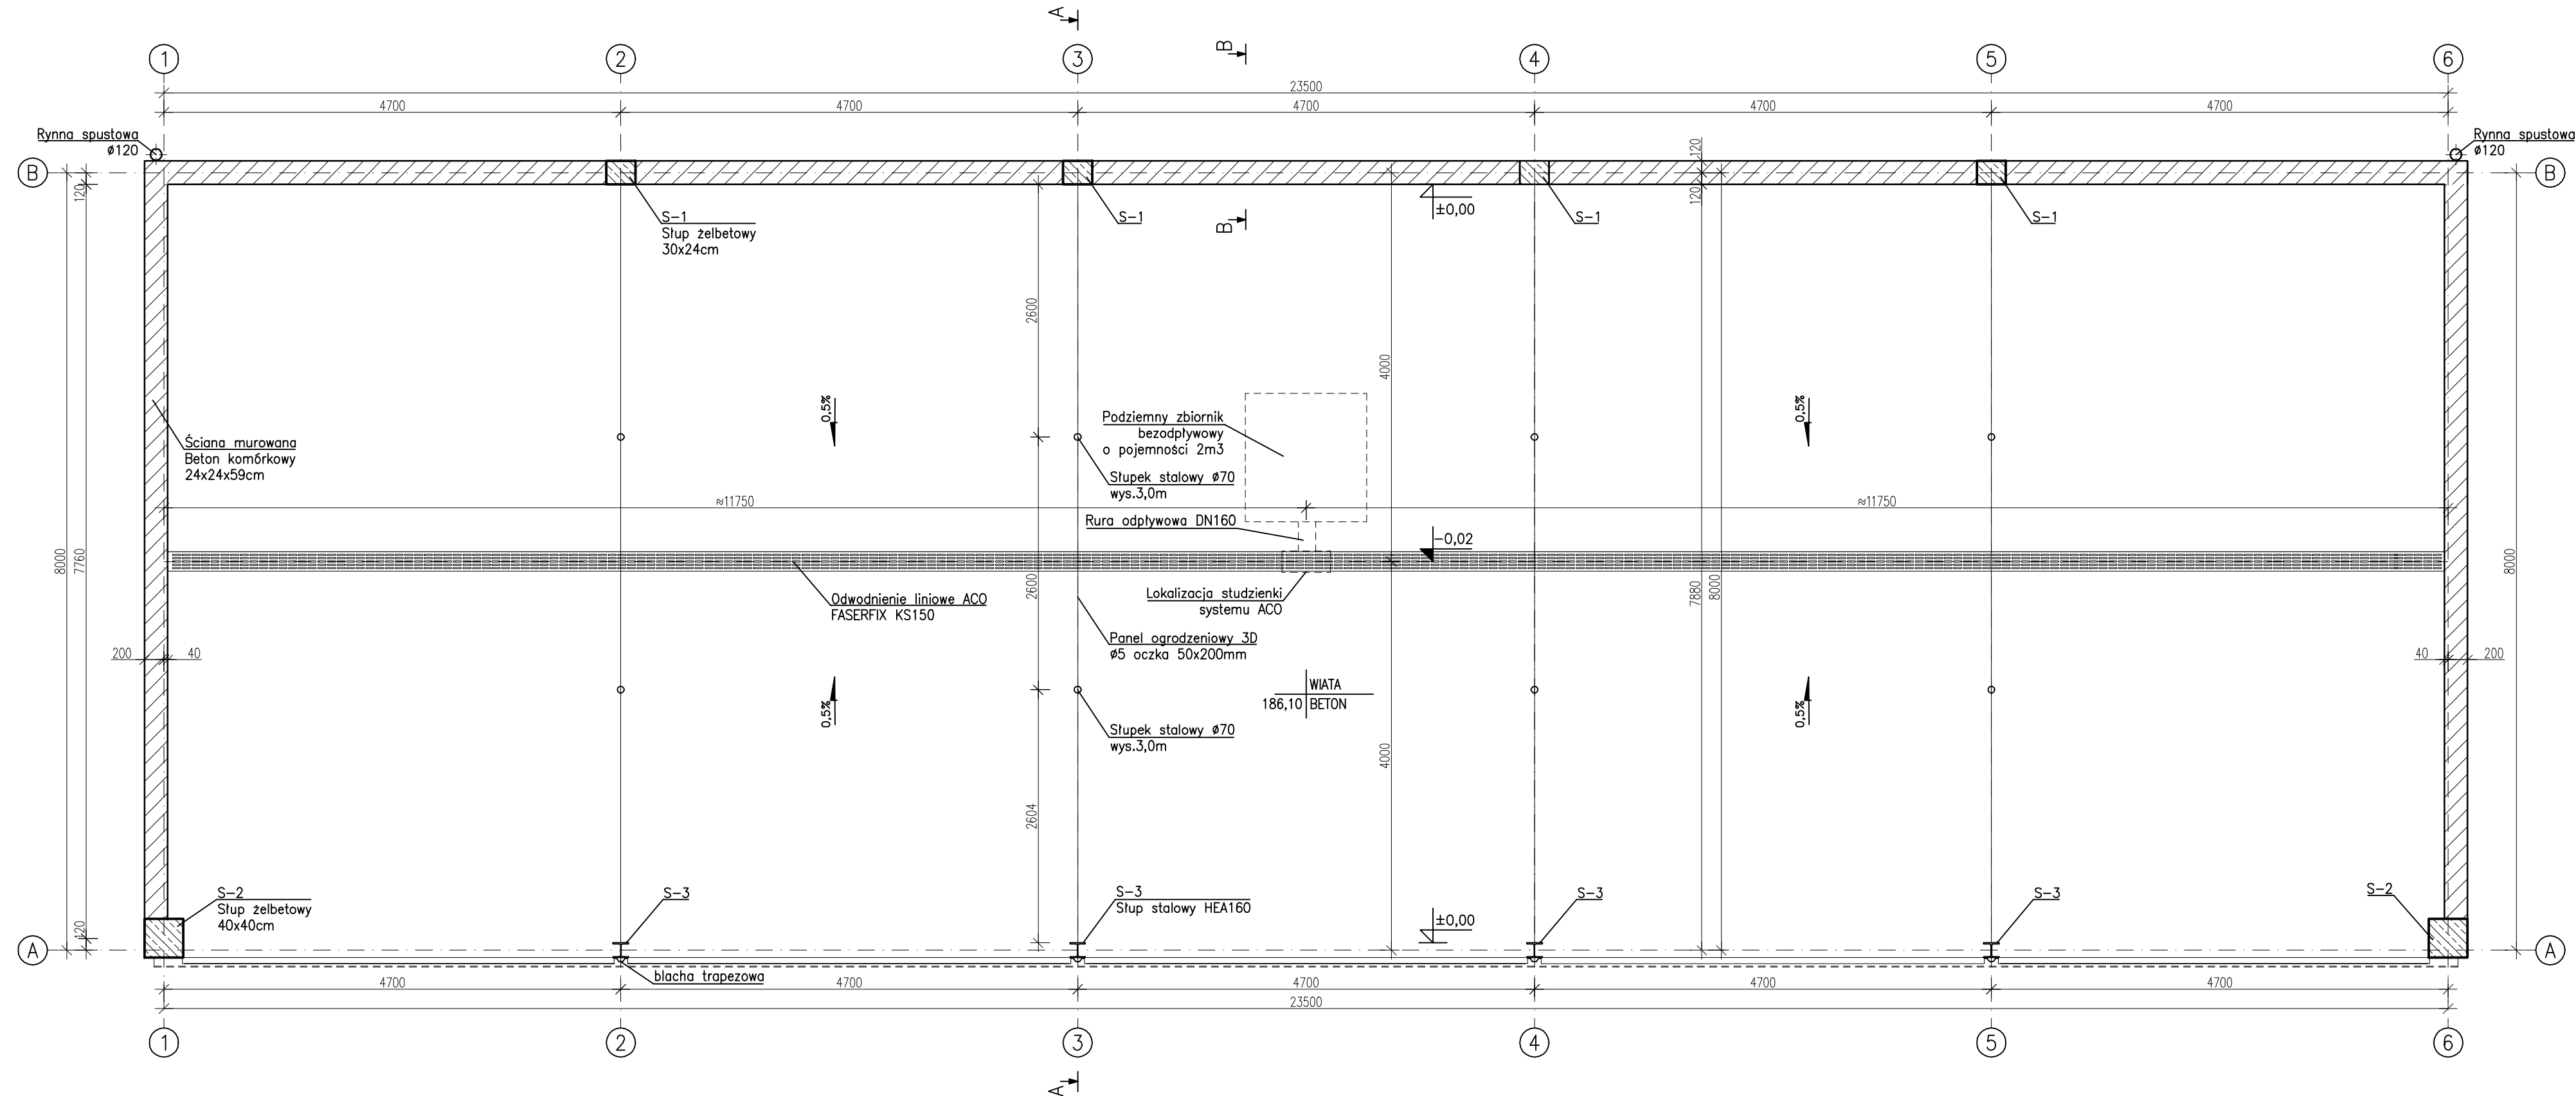 A
B
1
2
3
4
5
6
23500
4700
4700
4700
4700
4700
Rynna spustowa
ø120
Rynna spustowa
ø120
120
B
B
120
120
±0,00
S-1
Słup żelbetowy
30x24cm
S-1
B
S-1
S-1
2600
4000
0,5%
0,5%
Podziemny zbiornik
bezodpływowy
o pojemności 2m3
Ściana murowana
Beton komórkowy
24x24x59cm
Słupek stalowy ø70
wys.3,0m
≈11750
≈11750
Rura odpływowa DN160
-0,02
8000
7760
2600
7880
8000
8000
Odwodnienie liniowe ACO
FASERFIX KS150
Lokalizacja studzienki
systemu ACO
Panel ogrodzeniowy 3D
ø5 oczka 50x200mm
200
40
40
200
WIATA
186,10
BETON
0,5%
0,5%
Słupek stalowy ø70
wys.3,0m
4000
2604
S-2
Słup żelbetowy
40x40cm
S-3
S-3
Słup stalowy HEA160
S-3
S-3
S-2
±0,00
120
A
A
blacha trapezowa
4700
4700
4700
4700
4700
23500
1
2
3
4
5
6
A